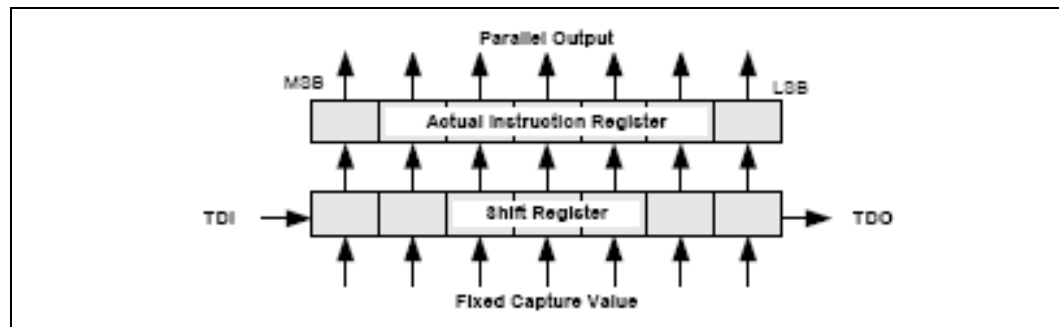 Parallel Output
MSB
LSB
Actual Instruction Register
Shift Register
TDI
TDO
Fixed Capture Value